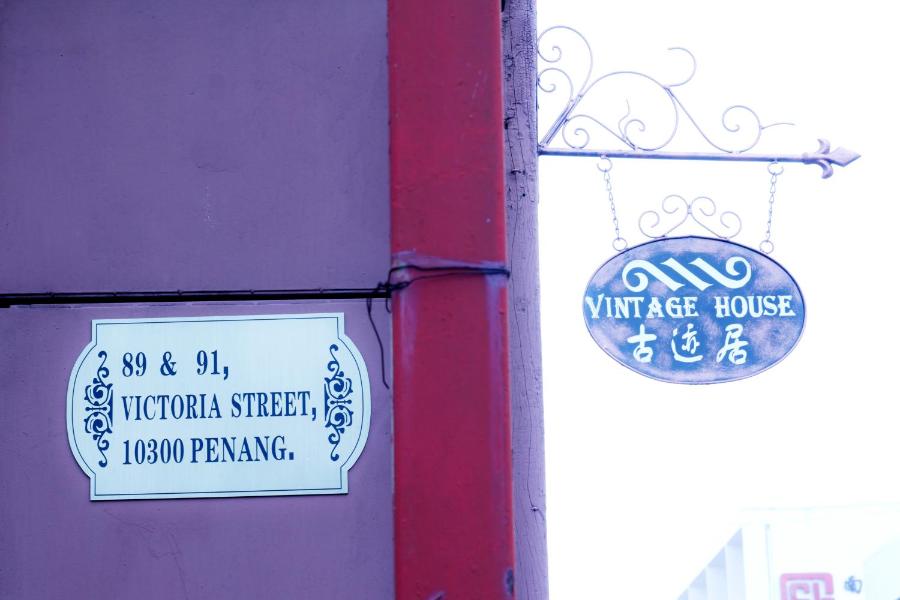 89 & 91,
VICTORIA STREET,
10300 PENANG.
VINTAGE HOUSE
古迹居